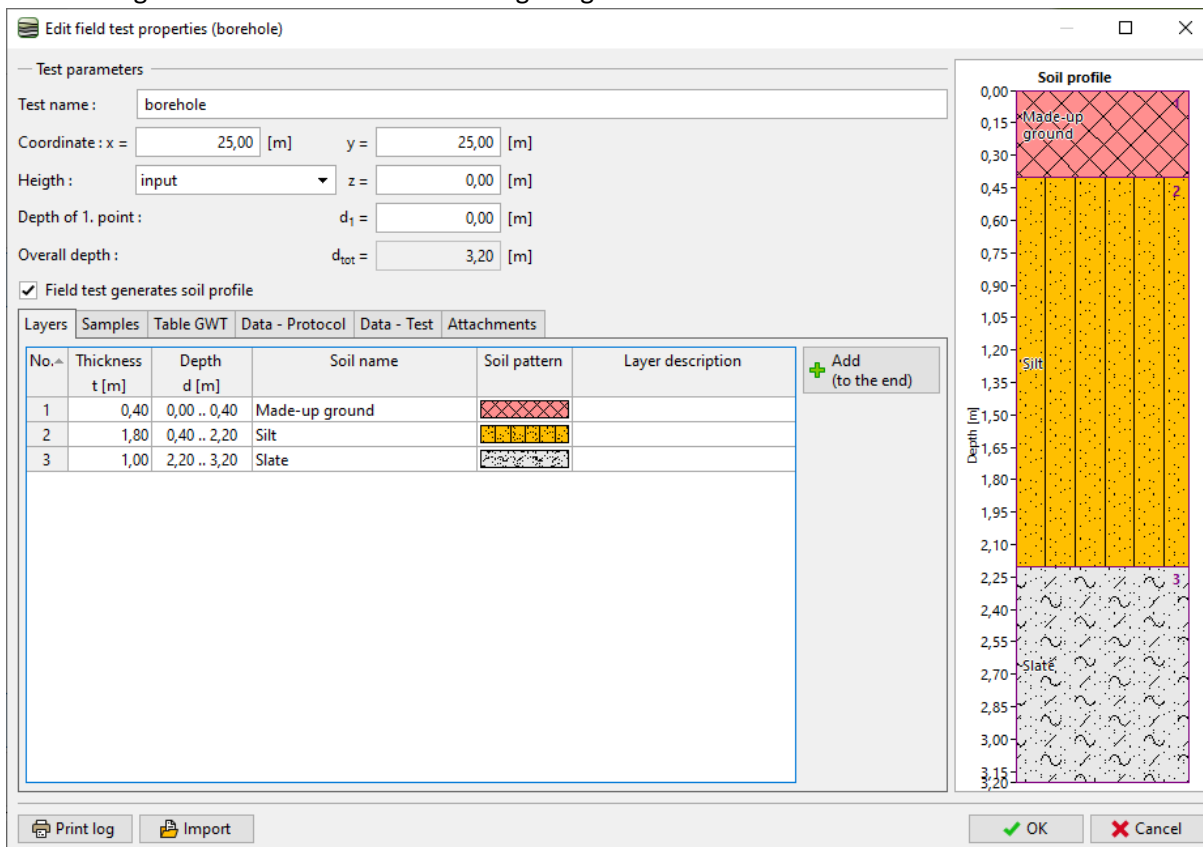 Edit field test properties (borehole)
Test parameters
Test name : borehole
Coordinate : x = 25,00 [m] y = 25,00 [m]
Heigth : input z = 0,00 [m]
Depth of 1. point : d1 = 0,00 [m]
Overall depth : dtot = 3,20 [m]
Field test generates soil profile
Layers Samples Table GWT Data - Protocol Data - Test Attachments
No. Thickness Depth Soil name Soil pattern Layer description
t [m] d [m]
1 0,40 0,00 .. 0,40 Made-up ground
2 1,80 0,40 .. 2,20 Silt
3 1,00 2,20 .. 3,20 Slate
Add
(to the end)
Print log Import
Soil profile
0,00
1
0,15
Made-up
ground
0,30
0,45
2
0,60
0,75
0,90
1,05
1,20
Silt
1,35
Depth [m]
1,50
1,65
1,80
1,95
2,10
2,25
3
2,40
2,55
Slate
2,70
2,85
3,00
3,15
3,20
OK Cancel